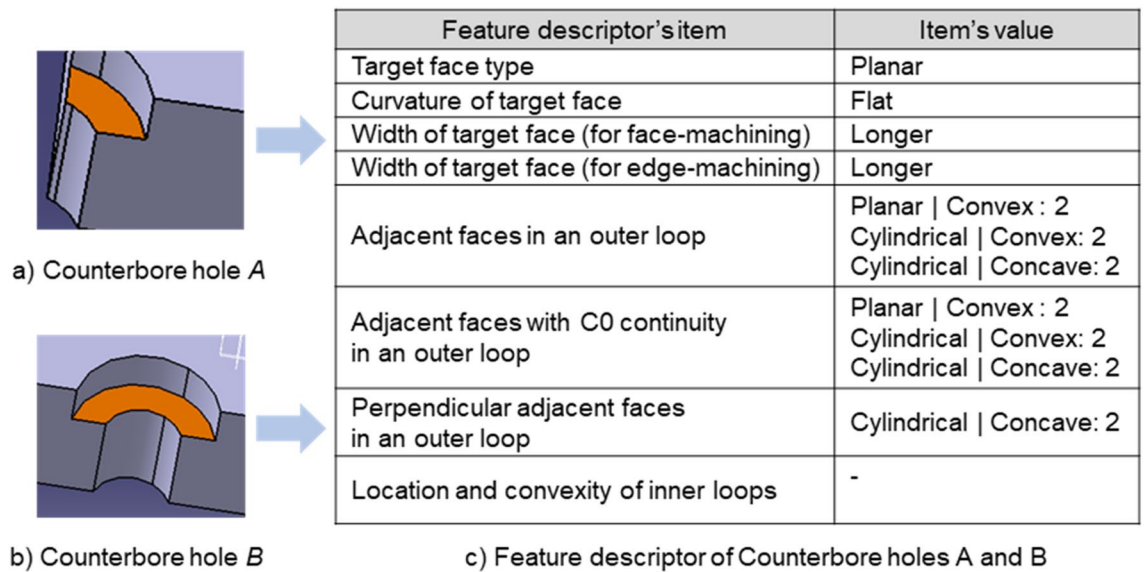 Feature descriptor's item Item's value
Target face type Planar
Curvature of target face Flat
Width of target face (for face-machining) Longer
Width of target face (for edge-machining) Longer
Adjacent faces in an outer loop
Planar | Convex : 2
Cylindrical | Convex: 2
Cylindrical | Concave: 2
Adjacent faces with C0 continuity
in an outer loop
Planar | Convex : 2
Cylindrical | Convex: 2
Cylindrical | Concave: 2
Perpendicular adjacent faces
in an outer loop
Cylindrical | Concave: 2
Location and convexity of inner loops -
a) Counterbore hole A
b) Counterbore hole B
c) Feature descriptor of Counterbore holes A and B